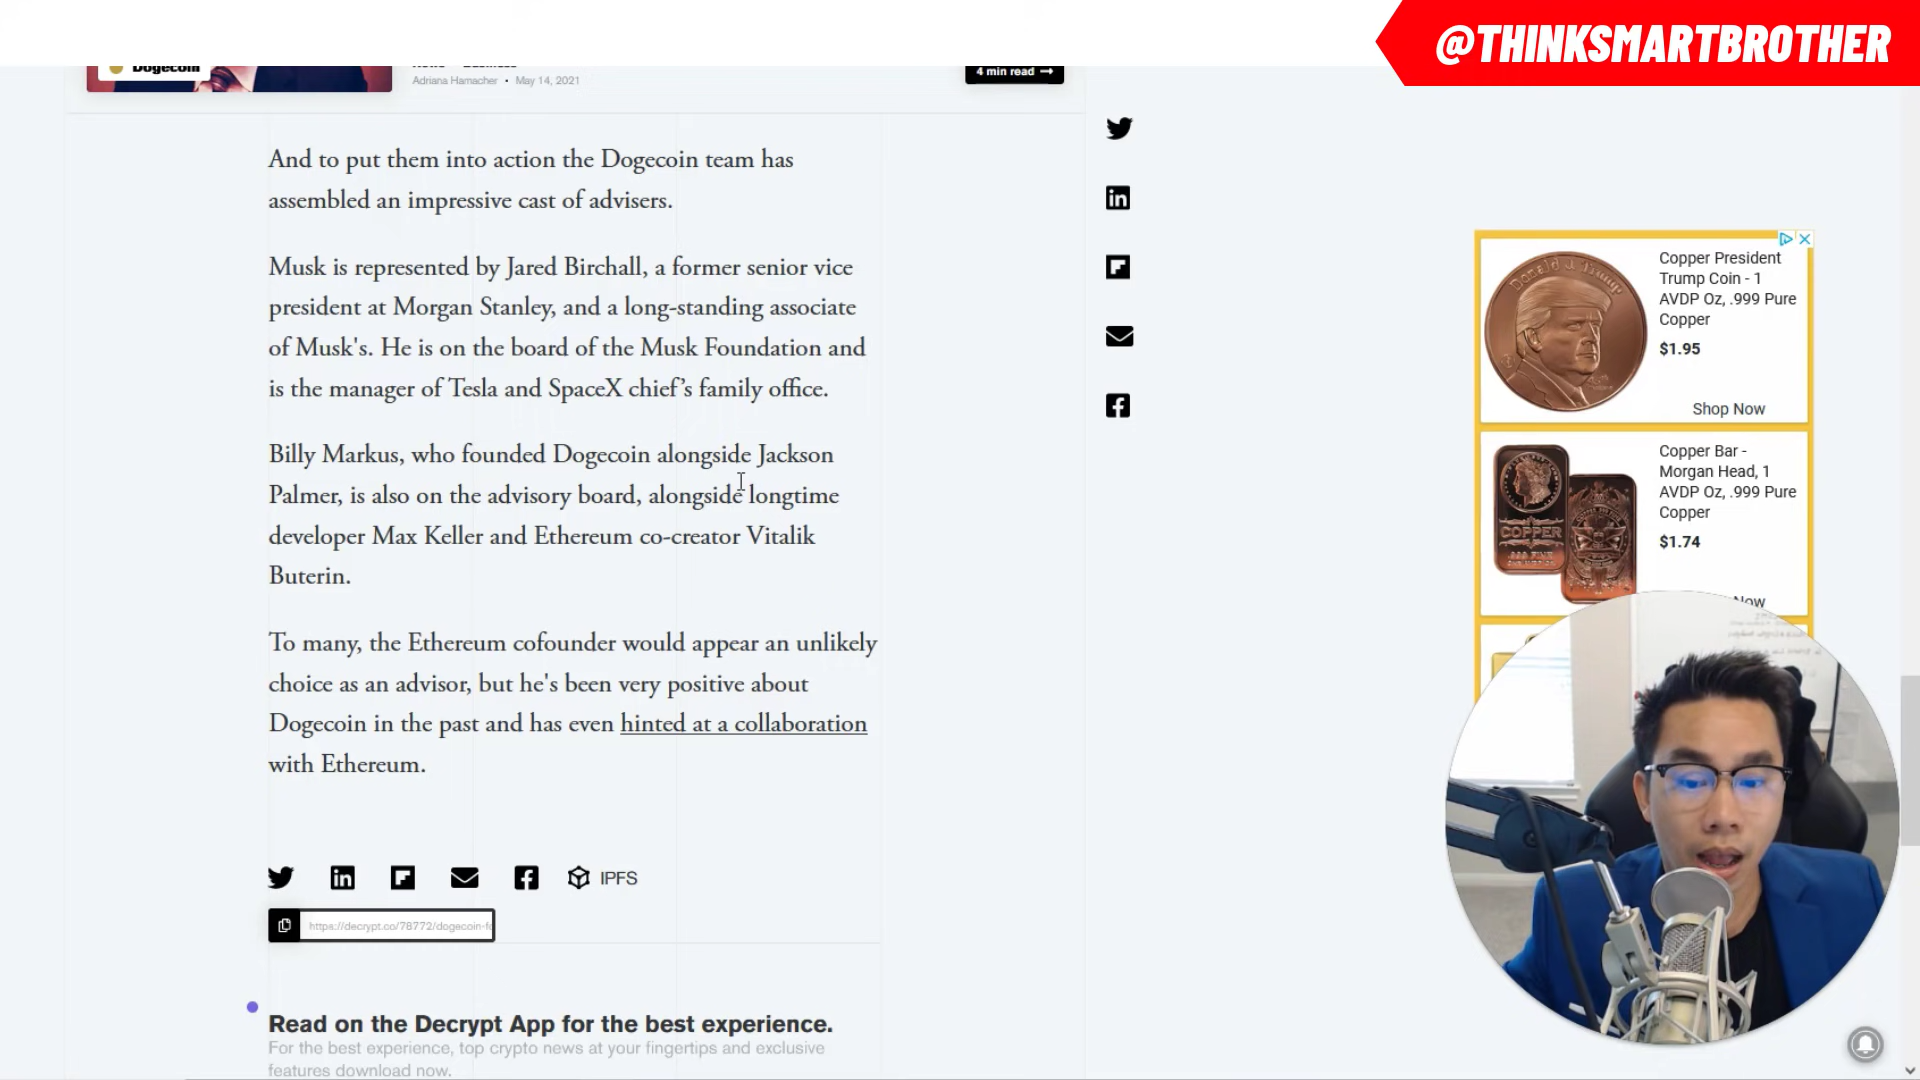 @THINKSMARTBROTHER
Dogecoin
Adriana Hamacher • May 14, 2021
4 min read →
And to put them into action the Dogecoin team has
assembled an impressive cast of advisers.
Musk is represented by Jared Birchall, a former senior vice
president at Morgan Stanley, and a long-standing associate
of Musk's. He is on the board of the Musk Foundation and
is the manager of Tesla and SpaceX chief’s family office.
Billy Markus, who founded Dogecoin alongside Jackson
Palmer, is also on the advisory board, alongside longtime
developer Max Keller and Ethereum co-creator Vitalik
Buterin.
To many, the Ethereum cofounder would appear an unlikely
choice as an advisor, but he's been very positive about
Dogecoin in the past and has even hinted at a collaboration
with Ethereum.
IPFS
https://decrypt.co/78772/dogecoin-fo
Read on the Decrypt App for the best experience.
For the best experience, top crypto news at your fingertips and exclusive
features download now.
Donald J. Trump
Copper President
Trump Coin - 1
AVDP Oz, .999 Pure
Copper
$1.95
Shop Now
COPPER
.999 FINE
Copper Bar -
Morgan Head, 1
AVDP Oz, .999 Pure
Copper
$1.74
Now